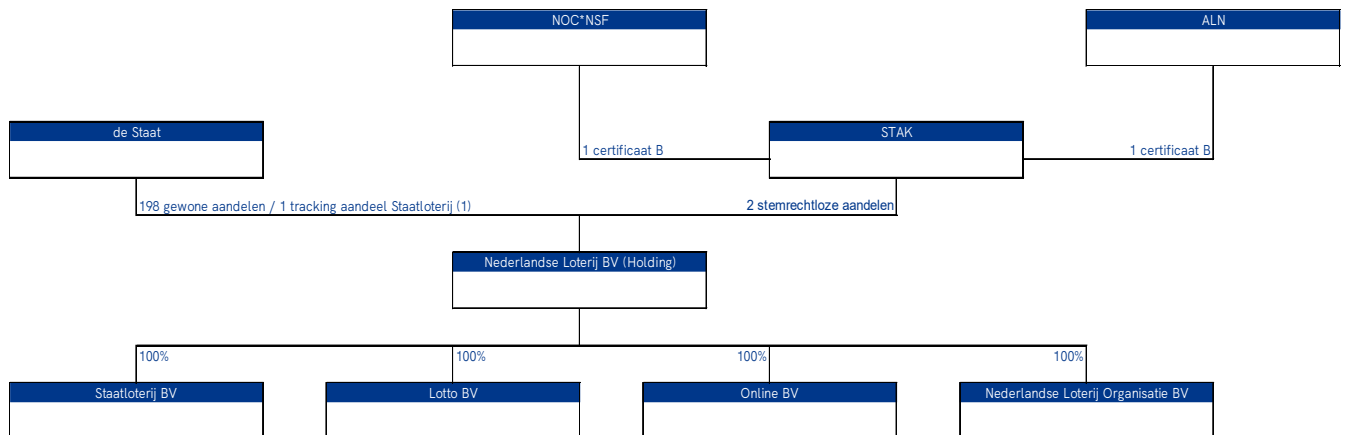 NOC*NSF
ALN
de Staat
STAK
1 certificaat B
1 certificaat B
198 gewone aandelen / 1 tracking aandeel Staatloterij (1)
2 stemrechtloze aandelen
Nederlandse Loterij BV (Holding)
100%
100%
100%
100%
Staatloterij BV
Lotto BV
Online BV
Nederlandse Loterij Organisatie BV